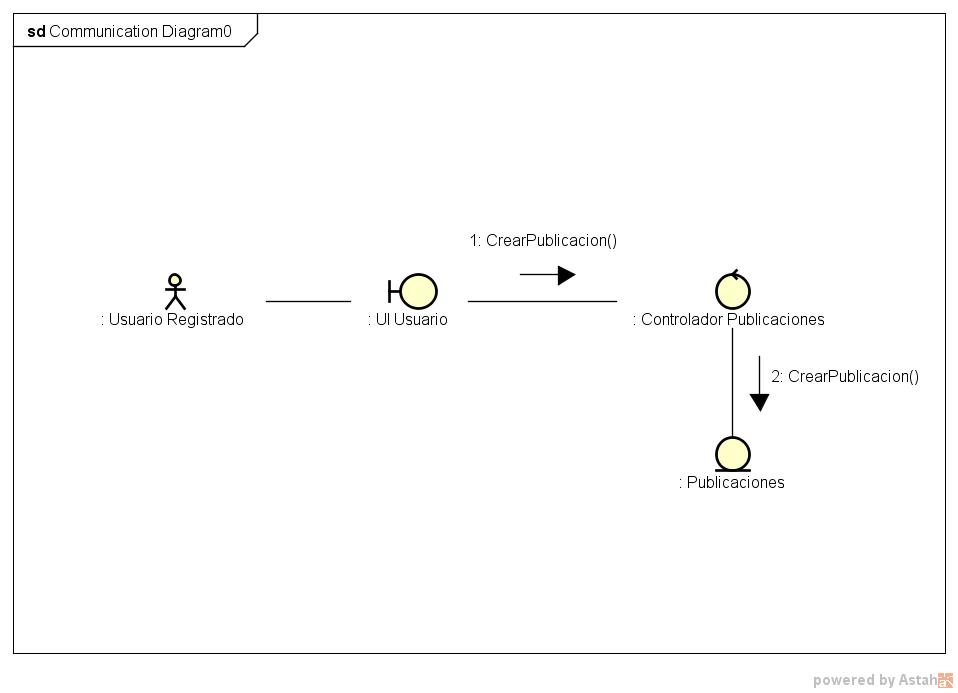 sd Communication Diagram0
1: CrearPublicacion()
: Usuario Registrado
: UI Usuario
: Controlador Publicaciones
2: CrearPublicacion()
: Publicaciones
powered by Astah